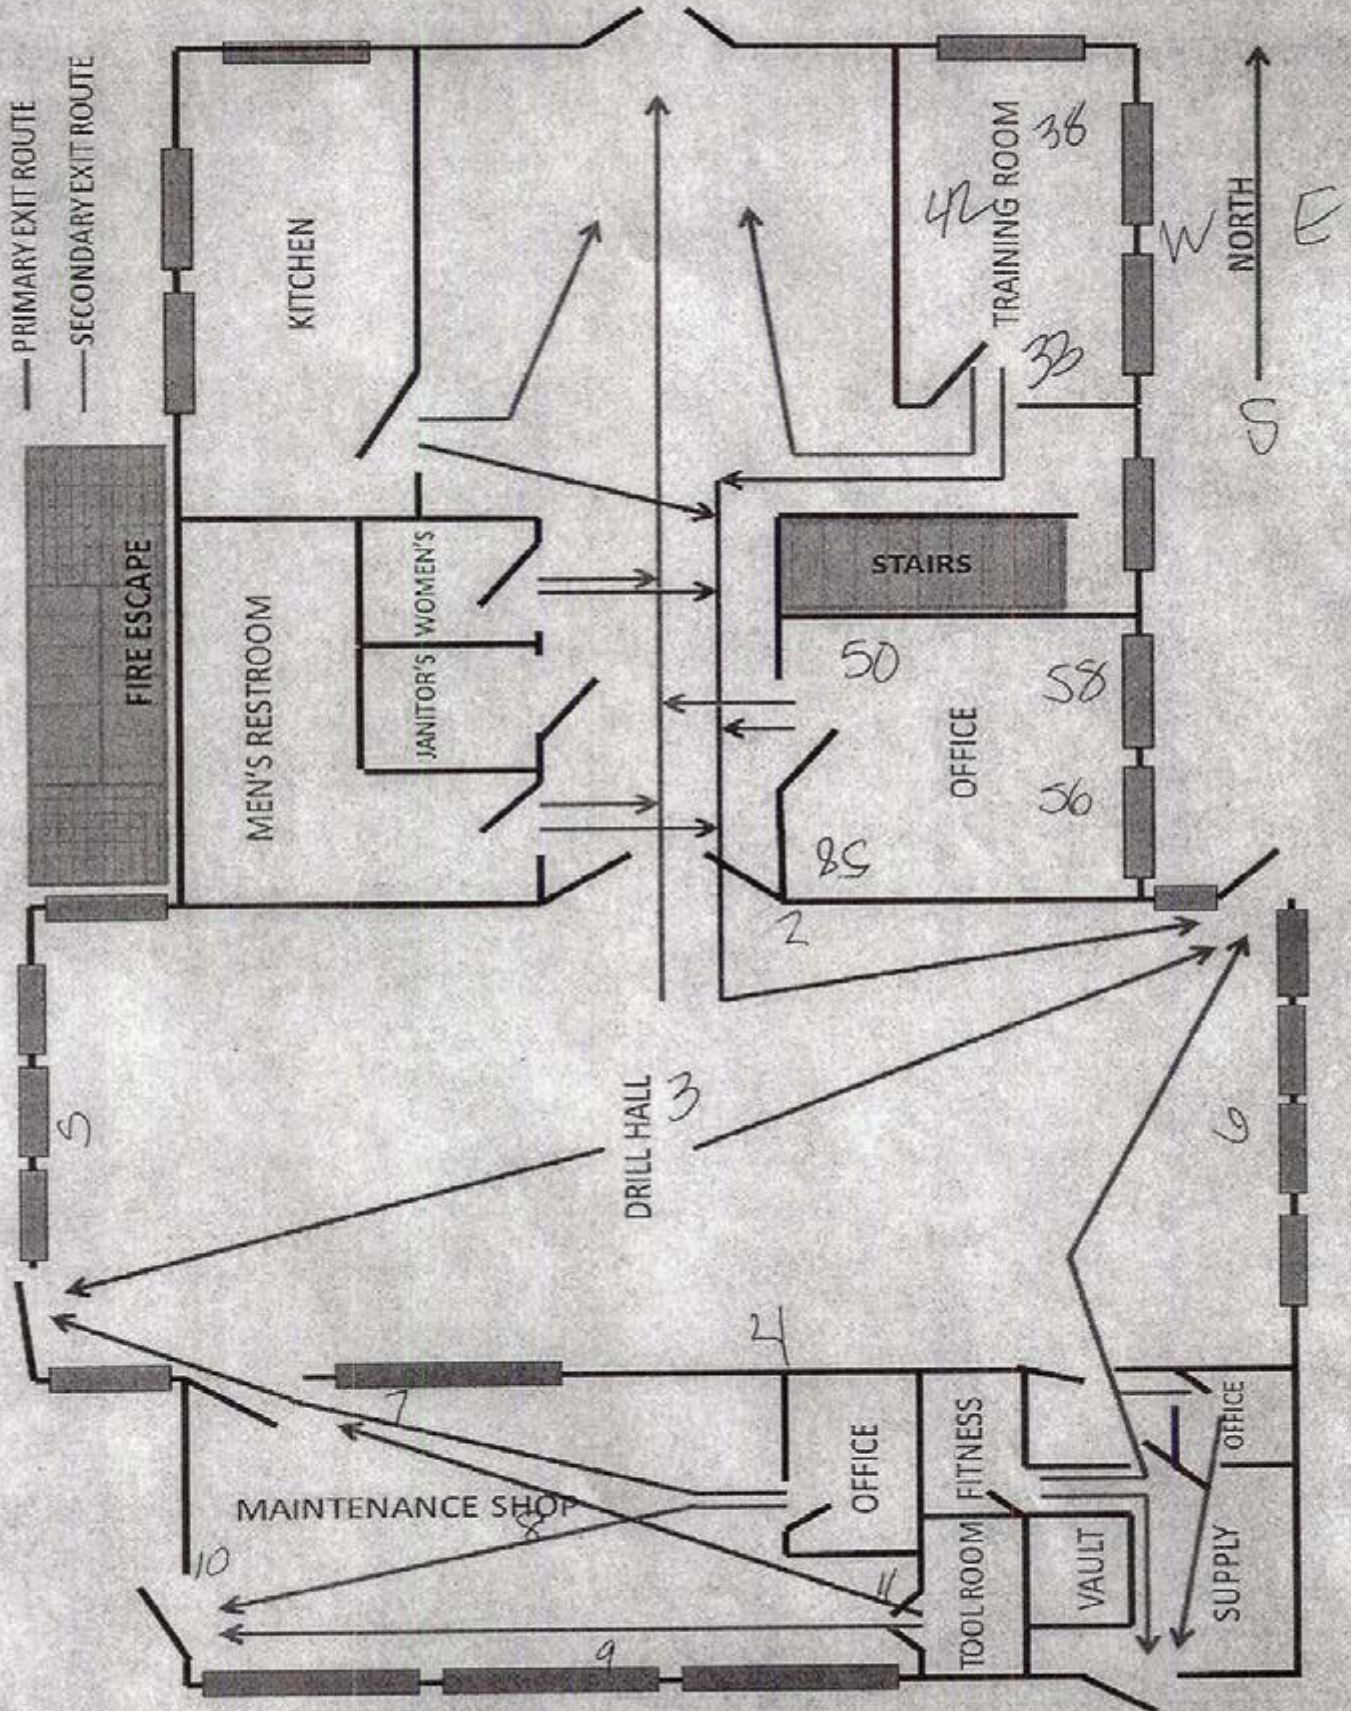 PRIMARY EXIT ROUTE
SECONDARY EXIT ROUTE
FIRE ESCAPE
KITCHEN
MEN'S RESTROOM
JANITOR'S
WOMEN'S
STAIRS
TRAINING ROOM
42
38
33
W
NORTH
E
S
50
58
56
OFFICE
85
2
DRILL HALL
3
5
6
4
7
MAINTENANCE SHOP
8
10
9
11
OFFICE
FITNESS
TOOLROOM
VAULT
OFFICE
SUPPLY